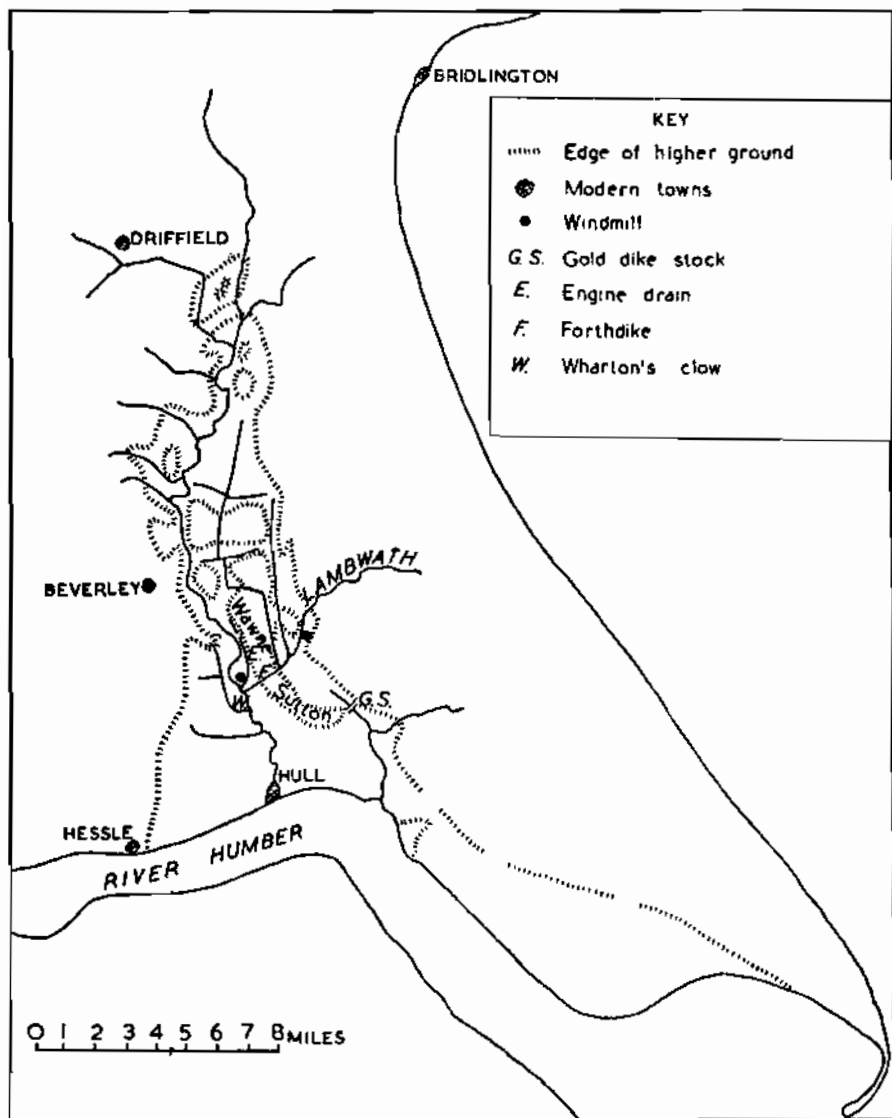 BRIDLINGTON
KEY
Edge of higher ground
Modern towns
Windmill
G.S. Gold dike stock
E. Engine drain
F. Forthdike
W. Wharton's clow
DRIFFIELD
LAMBWATH
BEVERLEY
Wawne
E.
F.
W.
Sutton
G.S.
HULL
HESSLE
RIVER HUMBER
0 1 2 3 4 5 6 7 8 MILES